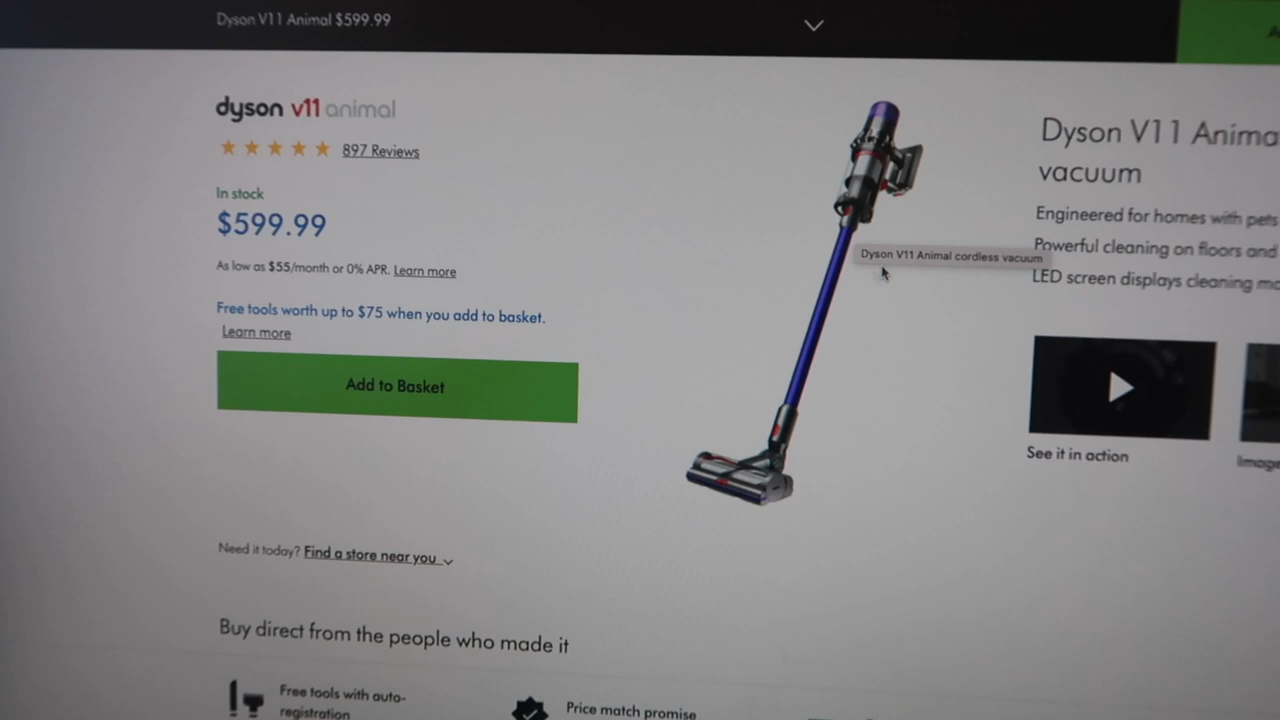 Dyson V11 Animal $599.99
dyson v11 animal
897 Reviews
In stock
$599.99
As low as $55/month or 0% APR. Learn more
Free tools worth up to $75 when you add to basket.
Learn more
Add to Basket
Need it today? Find a store near you
Buy direct from the people who made it
Free tools with auto-
registration
Price match promise
Dyson V11 Animal cordless vacuum
Dyson V11 Anima
vacuum
Engineered for homes with pets
Powerful cleaning on floors and
LED screen displays cleaning mo
See it in action
Image